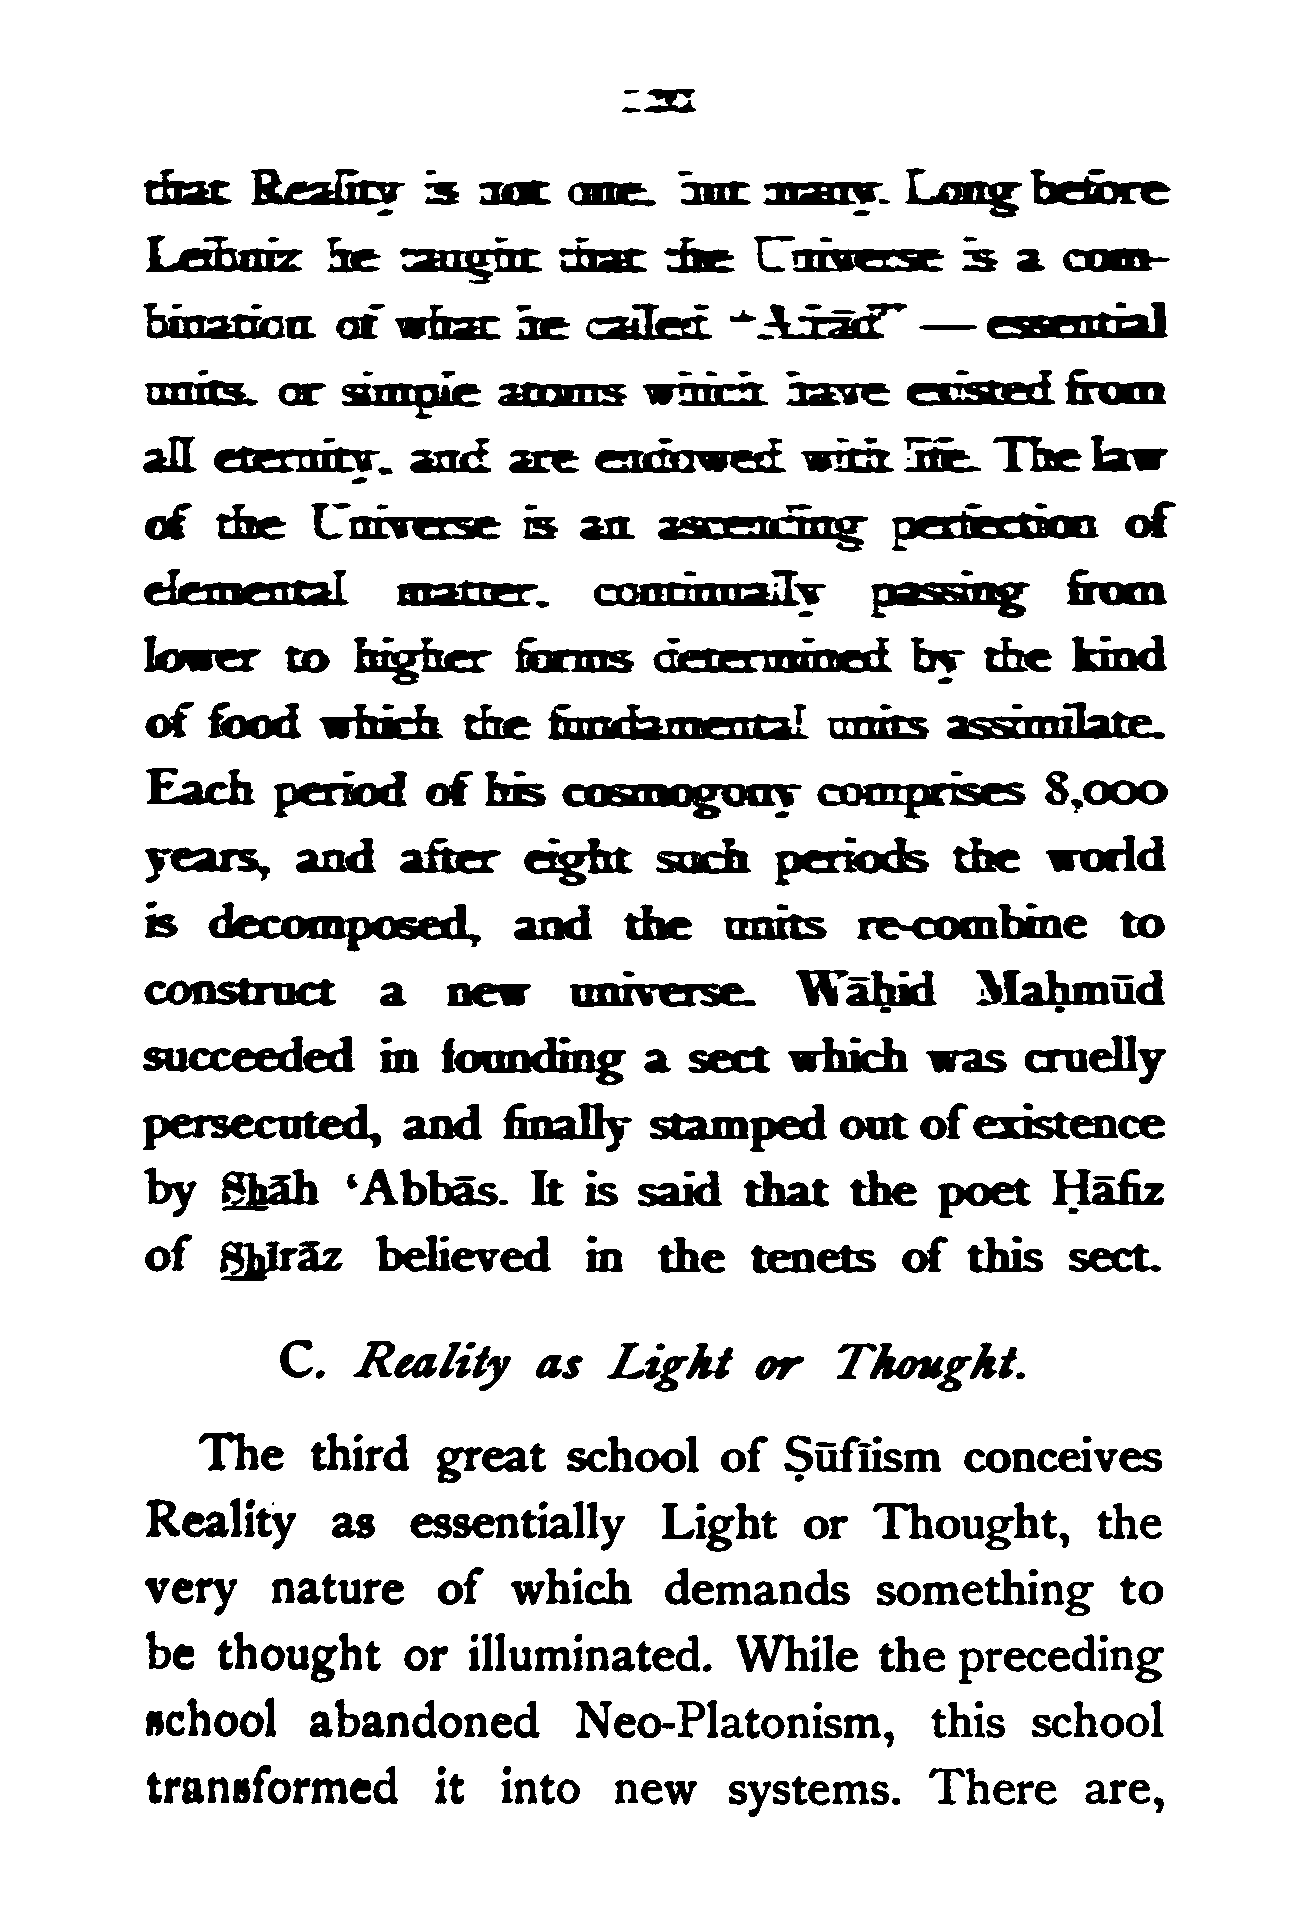 that Reality is not one, but many. Long before
Leibniz he taught that the Universe is a com-
bination of what he called "Afrād" — essential
units, or simple atoms which have existed from
all eternity, and are endowed with life. The law
of the Universe is an ascending perfection of
elemental matter, continually passing from
lower to higher forms determined by the kind
of food which the fundamental units assimilate.
Each period of his cosmogony comprises 8,000
years, and after eight such periods the world
is decomposed, and the units re-combine to
construct a new universe. Wāḥid Maḥmūd
succeeded in founding a sect which was cruelly
persecuted, and finally stamped out of existence
by S̲h̲āh ‘Abbās. It is said that the poet Ḥāfiz
of S̲h̲īrāz believed in the tenets of this sect.
C. Reality as Light or Thought.
The third great school of Ṣūfīism conceives
Reality as essentially Light or Thought, the
very nature of which demands something to
be thought or illuminated. While the preceding
school abandoned Neo-Platonism, this school
transformed it into new systems. There are,